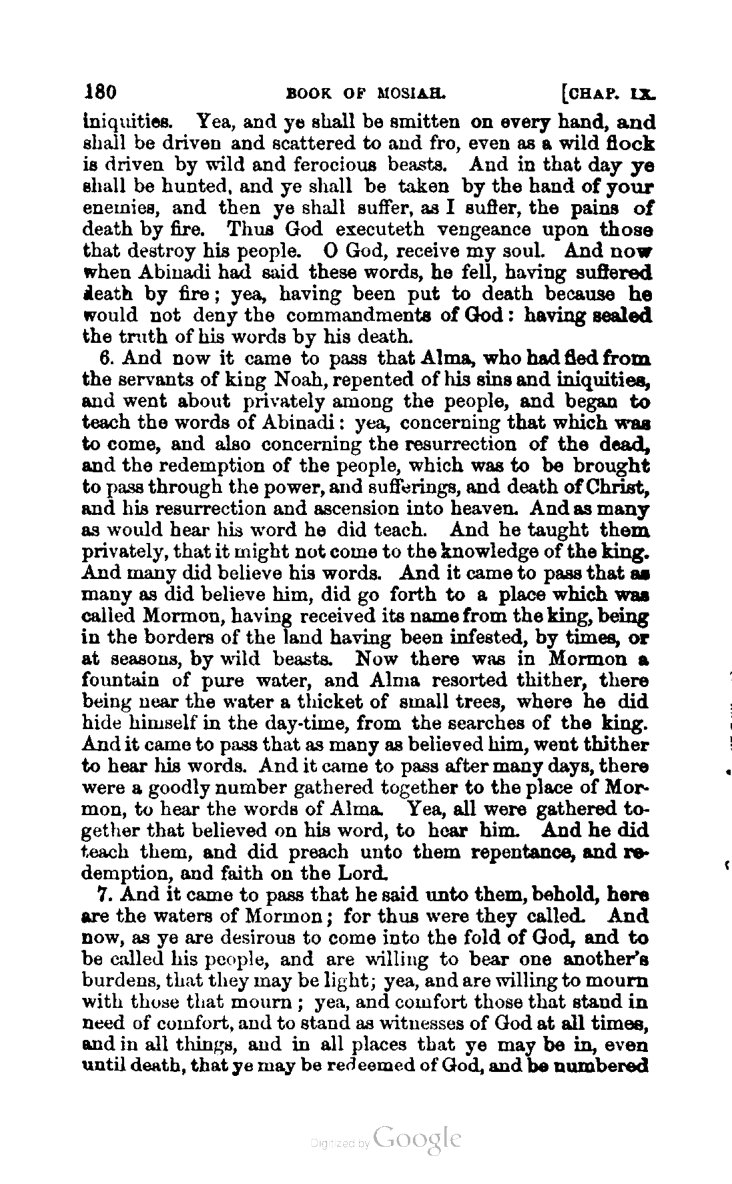 180 BOOK OF MOSIAH. [CHAP. IX.
iniquities. Yea, and ye shall be smitten on every hand, and
shall be driven and scattered to and fro, even as a wild flock
is driven by wild and ferocious beasts. And in that day ye
shall be hunted, and ye shall be taken by the hand of your
enemies, and then ye shall suffer, as I suffer, the pains of
death by fire. Thus God executeth vengeance upon those
that destroy his people. O God, receive my soul. And now
when Abinadi had said these words, he fell, having suffered
death by fire; yea, having been put to death because he
would not deny the commandments of God: having sealed
the truth of his words by his death.
6. And now it came to pass that Alma, who had fled from
the servants of king Noah, repented of his sins and iniquities,
and went about privately among the people, and began to
teach the words of Abinadi: yea, concerning that which was
to come, and also concerning the resurrection of the dead,
and the redemption of the people, which was to be brought
to pass through the power, and sufferings, and death of Christ,
and his resurrection and ascension into heaven. And as many
as would hear his word he did teach. And he taught them
privately, that it might not come to the knowledge of the king.
And many did believe his words. And it came to pass that as
many as did believe him, did go forth to a place which was
called Mormon, having received its name from the king, being
in the borders of the land having been infested, by times, or
at seasons, by wild beasts. Now there was in Mormon a
fountain of pure water, and Alma resorted thither, there
being near the water a thicket of small trees, where he did
hide himself in the day-time, from the searches of the king.
And it came to pass that as many as believed him, went thither
to hear his words. And it came to pass after many days, there
were a goodly number gathered together to the place of Mor-
mon, to hear the words of Alma. Yea, all were gathered to-
gether that believed on his word, to hear him. And he did
teach them, and did preach unto them repentance, and re-
demption, and faith on the Lord.
7. And it came to pass that he said unto them, behold, here
are the waters of Mormon; for thus were they called. And
now, as ye are desirous to come into the fold of God, and to
be called his people, and are willing to bear one another's
burdens, that they may be light; yea, and are willing to mourn
with those that mourn; yea, and comfort those that stand in
need of comfort, and to stand as witnesses of God at all times,
and in all things, and in all places that ye may be in, even
until death, that ye may be redeemed of God, and be numbered
Digitized by Google